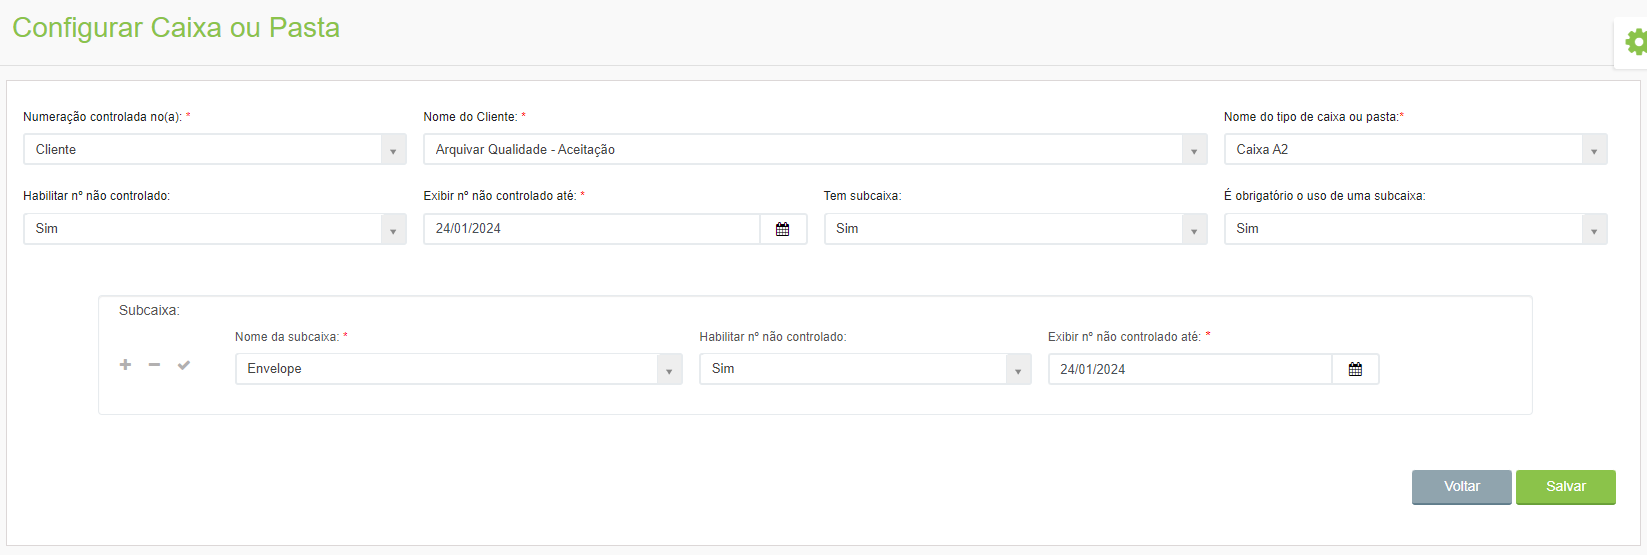 Configurar Caixa ou Pasta
Numeração controlada no(a): *
Nome do Cliente: *
Nome do tipo de caixa ou pasta:*
Cliente
Arquivar Qualidade - Aceitação
Caixa A2
Habilitar nº não controlado:
Exibir nº não controlado até: *
Tem subcaixa:
É obrigatório o uso de uma subcaixa:
Sim
24/01/2024
Sim
Sim
Subcaixa:
Nome da subcaixa: *
Habilitar nº não controlado:
Exibir nº não controlado até: *
Envelope
Sim
24/01/2024
Voltar
Salvar